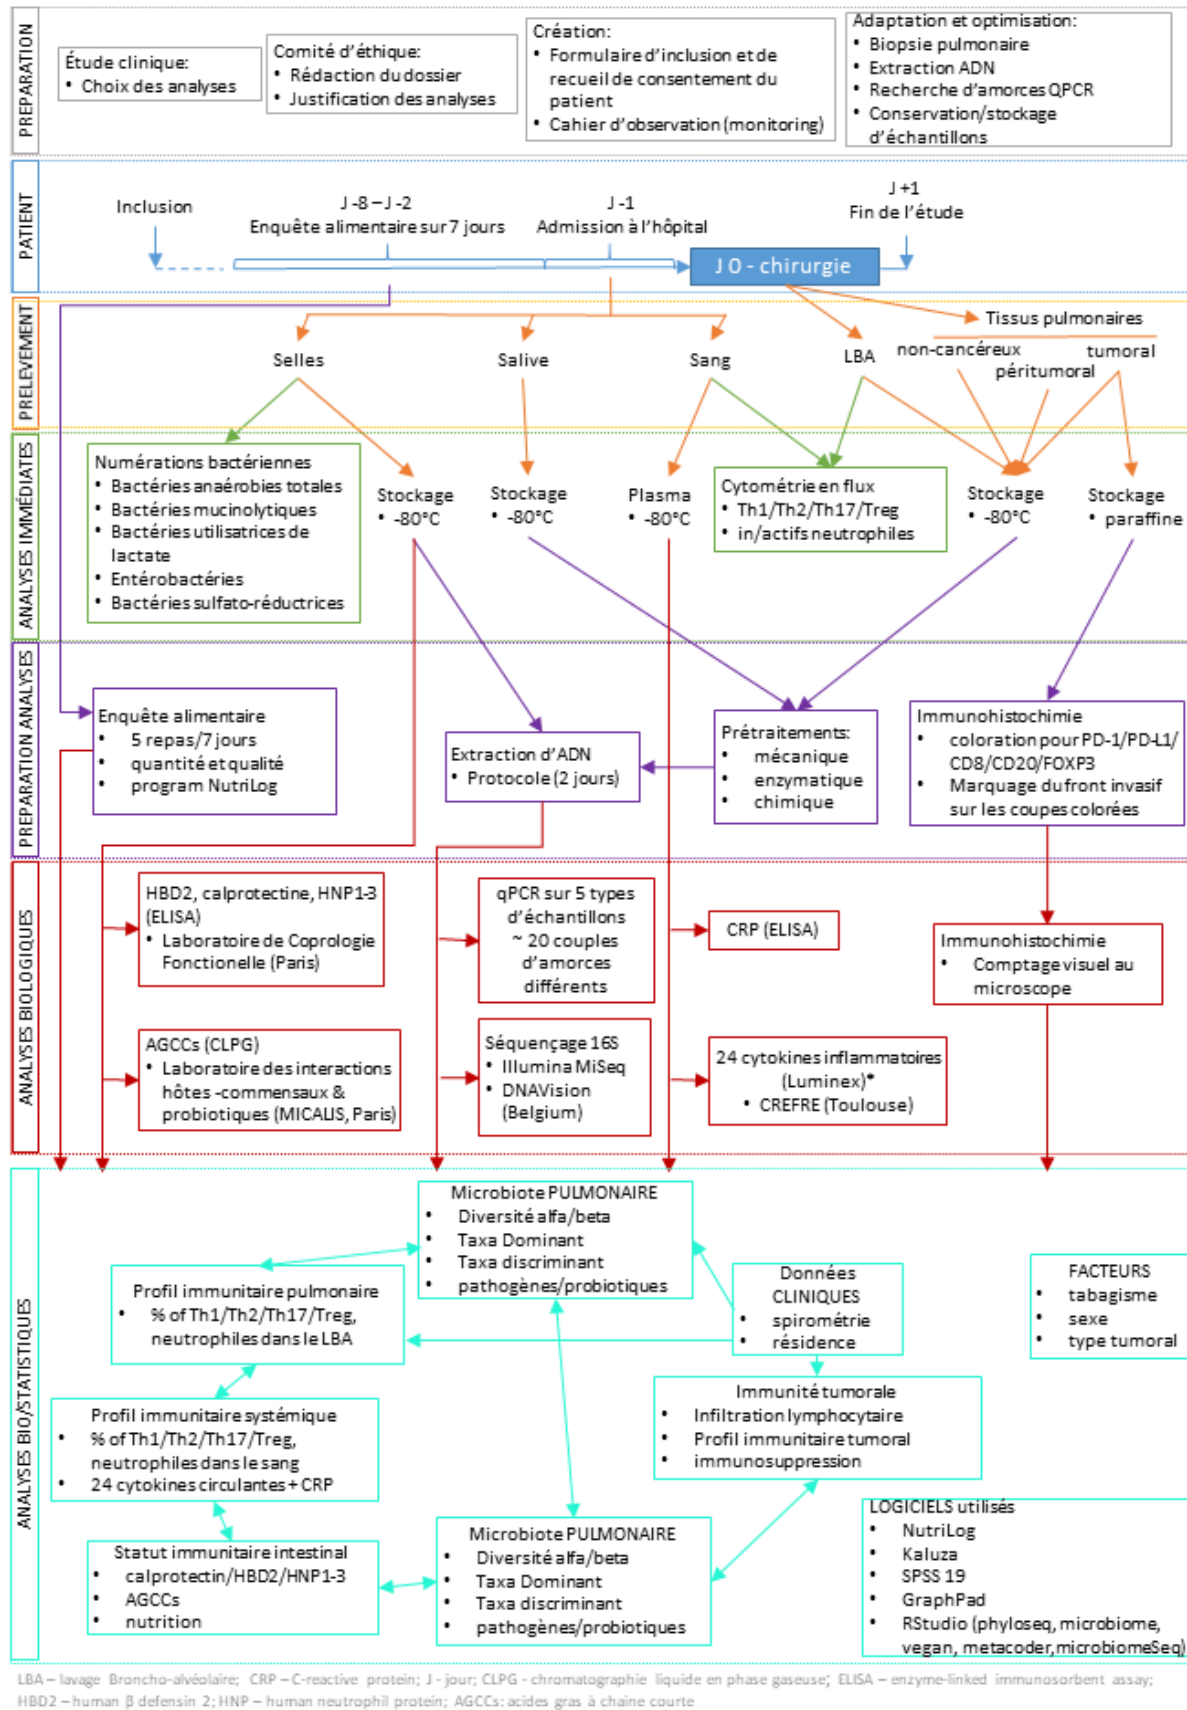 PREPARATION
Étude clinique:
• Choix des analyses
Comité d'éthique:
• Rédaction du dossier
• Justification des analyses
Création:
• Formulaire d'inclusion et de
recueil de consentement du
patient
• Cahier d'observation (monitoring)
Adaptation et optimisation:
• Biopsie pulmonaire
• Extraction ADN
• Recherche d'amorces QPCR
• Conservation/stockage
d'échantillons
PATIENT
Inclusion
J -8 – J -2
Enquête alimentaire sur 7 jours
J -1
Admission à l'hôpital
J 0 - chirurgie
J +1
Fin de l'étude
PRELEVEMENT
Selles
Salive
Sang
LBA
Tissus pulmonaires
non-cancéreux
péritumoral
tumoral
ANALYSES IMMÉDIATES
Numérations bactériennes
• Bactéries anaérobies totales
• Bactéries mucinolytiques
• Bactéries utilisatrices de
lactate
• Entérobactéries
• Bactéries sulfato-réductrices
Stockage
• -80°C
Stockage
• -80°C
Plasma
• -80°C
Cytométrie en flux
• Th1/Th2/Th17/Treg
• in/actifs neutrophiles
Stockage
• -80°C
Stockage
• paraffine
PREPARATION ANALYSES
Enquête alimentaire
• 5 repas/7 jours
• quantité et qualité
• program NutriLog
Extraction d'ADN
• Protocole (2 jours)
Prétraitements:
• mécanique
• enzymatique
• chimique
Immunohistochimie
• coloration pour PD-1/PD-L1/
CD8/CD20/FOXP3
• Marquage du front invasif
sur les coupes colorées
ANALYSES BIOLOGIQUES
HBD2, calprotectine, HNP1-3
(ELISA)
• Laboratoire de Coprologie
Fonctionelle (Paris)
qPCR sur 5 types
d'échantillons
~ 20 couples
d'amorces
différents
CRP (ELISA)
Immunohistochimie
• Comptage visuel au
microscope
AGCCs (CLPG)
• Laboratoire des interactions
hôtes -commensaux &
probiotiques (MICALIS, Paris)
Séquençage 16S
• Illumina MiSeq
• DNAVision
(Belgium)
24 cytokines inflammatoires
(Luminex)*
• CREFRE (Toulouse)
ANALYSES BIO/STATISTIQUES
Microbiote PULMONAIRE
• Diversité alfa/beta
• Taxa Dominant
• Taxa discriminant
• pathogènes/probiotiques
Profil immunitaire pulmonaire
• % of Th1/Th2/Th17/Treg,
neutrophiles dans le LBA
Données
CLINIQUES
• spirométrie
• résidence
FACTEURS
• tabagisme
• sexe
• type tumoral
Profil immunitaire systémique
• % of Th1/Th2/Th17/Treg,
neutrophiles dans le sang
• 24 cytokines circulantes + CRP
Immunité tumorale
• Infiltration lymphocytaire
• Profil immunitaire tumoral
• immunosuppression
Statut immunitaire intestinal
• calprotectin/HBD2/HNP1-3
• AGCCs
• nutrition
Microbiote PULMONAIRE
• Diversité alfa/beta
• Taxa Dominant
• Taxa discriminant
• pathogènes/probiotiques
LOGICIELS utilisés
• NutriLog
• Kaluza
• SPSS 19
• GraphPad
• RStudio (phyloseq, microbiome,
vegan, metacoder, microbiomeSeq)
LBA – lavage Broncho-alvéolaire; CRP – C-reactive protein; J - jour; CLPG - chromatographie liquide en phase gaseuse; ELISA – enzyme-linked immunosorbent assay;
HBD2 – human β defensin 2; HNP – human neutrophil protein; AGCCs: acides gras à chaine courte